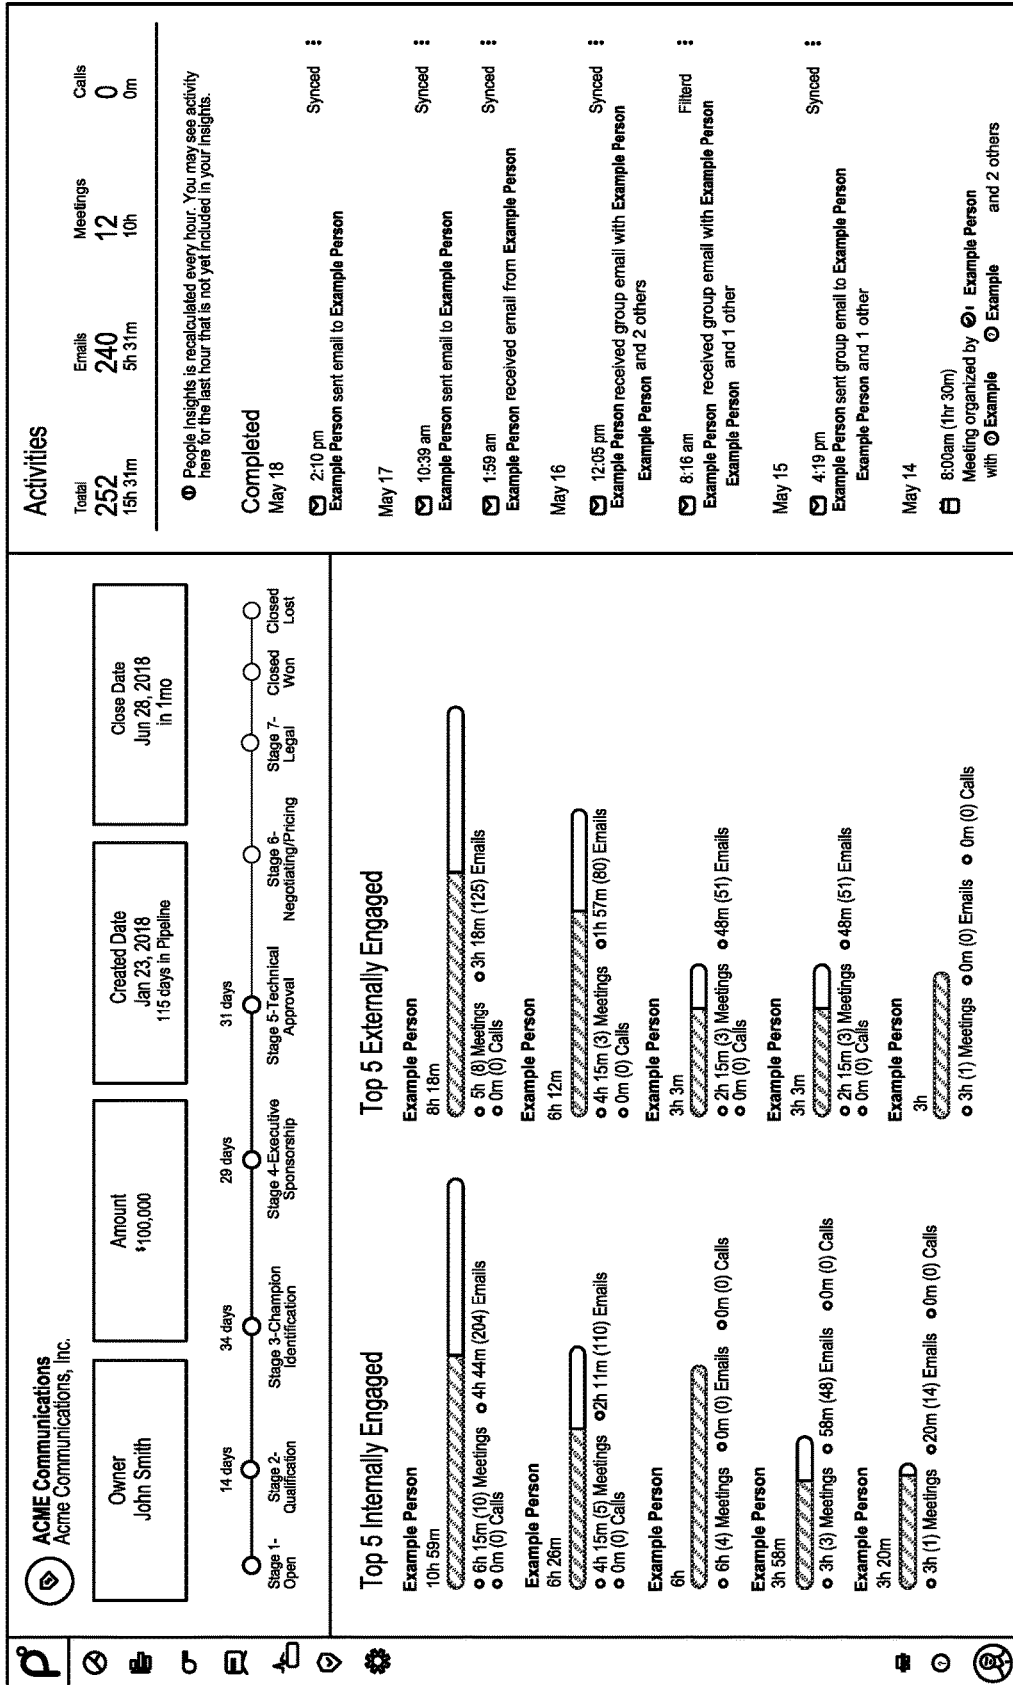 ACME Communications
Acme Communications, Inc.
Owner
John Smith
Amount
$100,000
Created Date
Jan 23, 2018
115 days in Pipeline
Close Date
Jun 28, 2018
in 1mo
14 days
34 days
29 days
31 days
Stage 1-
Open
Stage 2-
Qualification
Stage 3-Champion
Identification
Stage 4-Executive
Sponsorship
Stage 5-Technical
Approval
Stage 6-
Negotiating/Pricing
Stage 7-
Legal
Closed
Won
Closed
Lost
Top 5 Internally Engaged
Example Person
10h 59m
6h 15m (10) Meetings 4h 44m (204) Emails
0m (0) Calls
Example Person
6h 26m
4h 15m (5) Meetings 2h 11m (110) Emails
0m (0) Calls
Example Person
6h
6h (4) Meetings 0m (0) Emails 0m (0) Calls
Example Person
3h 58m
3h (3) Meetings 58m (48) Emails 0m (0) Calls
Example Person
3h 20m
3h (1) Meetings 20m (14) Emails 0m (0) Calls
Top 5 Externally Engaged
Example Person
8h 18m
5h (8) Meetings 3h 18m (125) Emails
0m (0) Calls
Example Person
6h 12m
4h 15m (3) Meetings 1h 57m (80) Emails
0m (0) Calls
Example Person
3h 3m
2h 15m (3) Meetings 48m (51) Emails
0m (0) Calls
Example Person
3h 3m
2h 15m (3) Meetings 48m (51) Emails
0m (0) Calls
Example Person
3h
3h (1) Meetings 0m (0) Emails 0m (0) Calls
Activities
Toatal
252
15h 31m
Emails
240
5h 31m
Meetings
12
10h
Calls
0
0m
People Insights is recalculated every hour. You may see activity
here for the last hour that is not yet included in your insights.
Completed
May 18
2:10 pm Synced
Example Person sent email to Example Person
May 17
10:39 am Synced
Example Person sent email to Example Person
1:59 am Synced
Example Person received email from Example Person
May 16
12:05 pm Synced
Example Person received group email with Example Person
Example Person and 2 others
8:16 am Filterd
Example Person received group email with Example Person
Example Person and 1 other
May 15
4:19 pm Synced
Example Person sent group email to Example Person
Example Person and 1 other
May 14
8:00am (1hr 30m)
Meeting organized by Example Person
with Example Example and 2 others